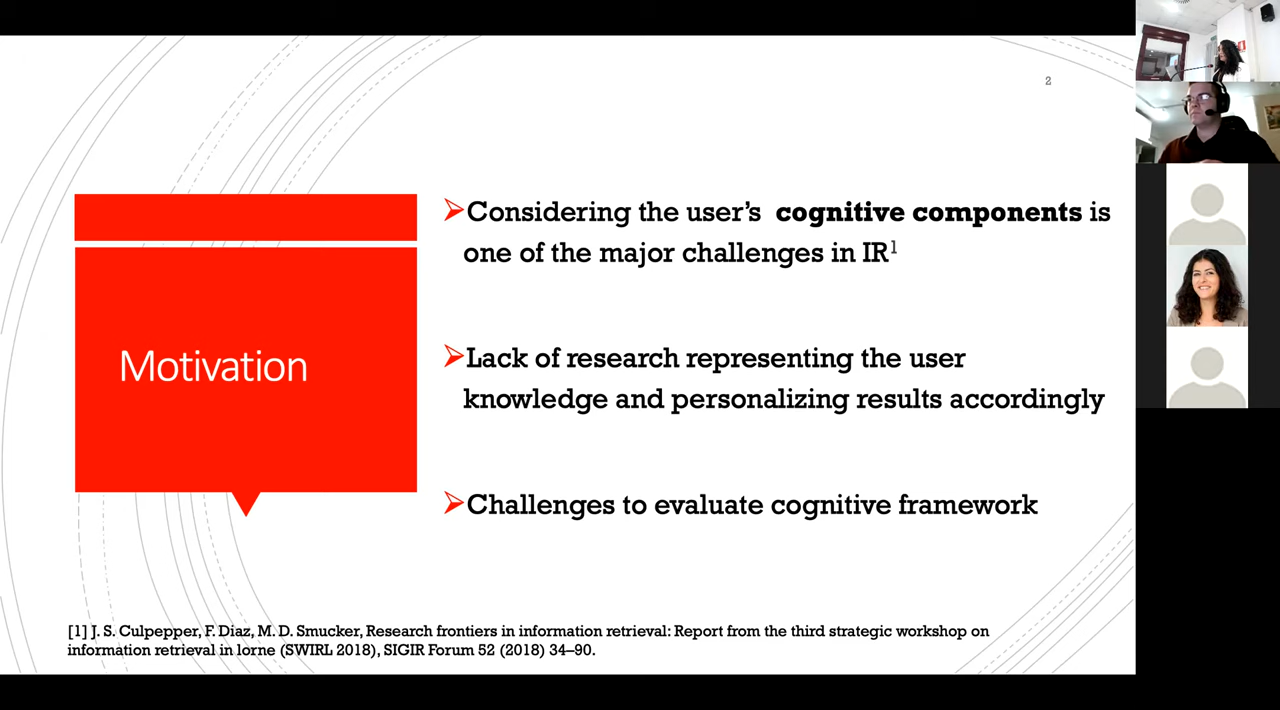 2
Motivation
Considering the user's cognitive components is
one of the major challenges in IR1
Lack of research representing the user
knowledge and personalizing results accordingly
Challenges to evaluate cognitive framework
[1] J. S. Culpepper, F. Diaz, M. D. Smucker, Research frontiers in information retrieval: Report from the third strategic workshop on
information retrieval in lorne (SWIRL 2018), SIGIR Forum 52 (2018) 34–90.